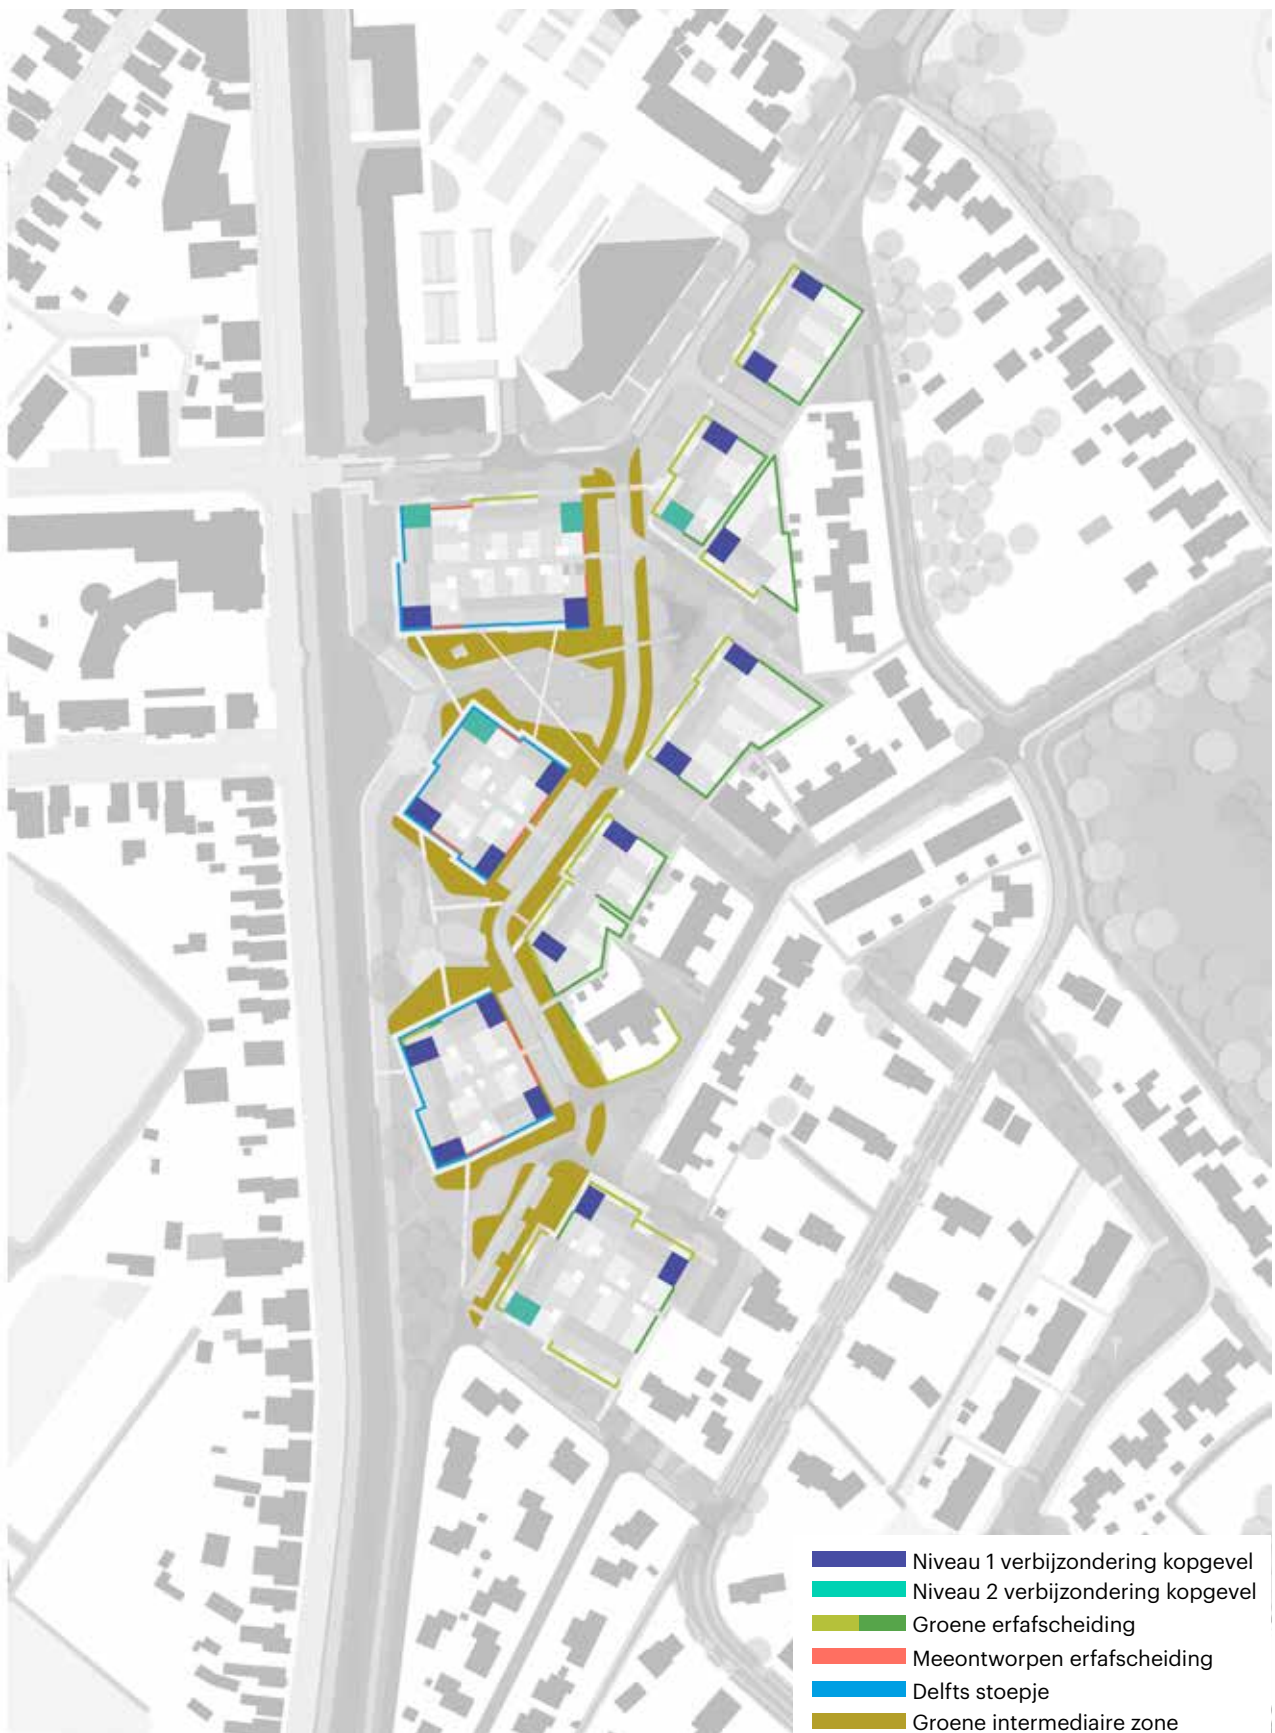 Niveau 1 verbijzondering kopgevel
Niveau 2 verbijzondering kopgevel
Groene erfafscheiding
Meeontworpen erfafscheiding
Delfts stoepje
Groene intermediaire zone